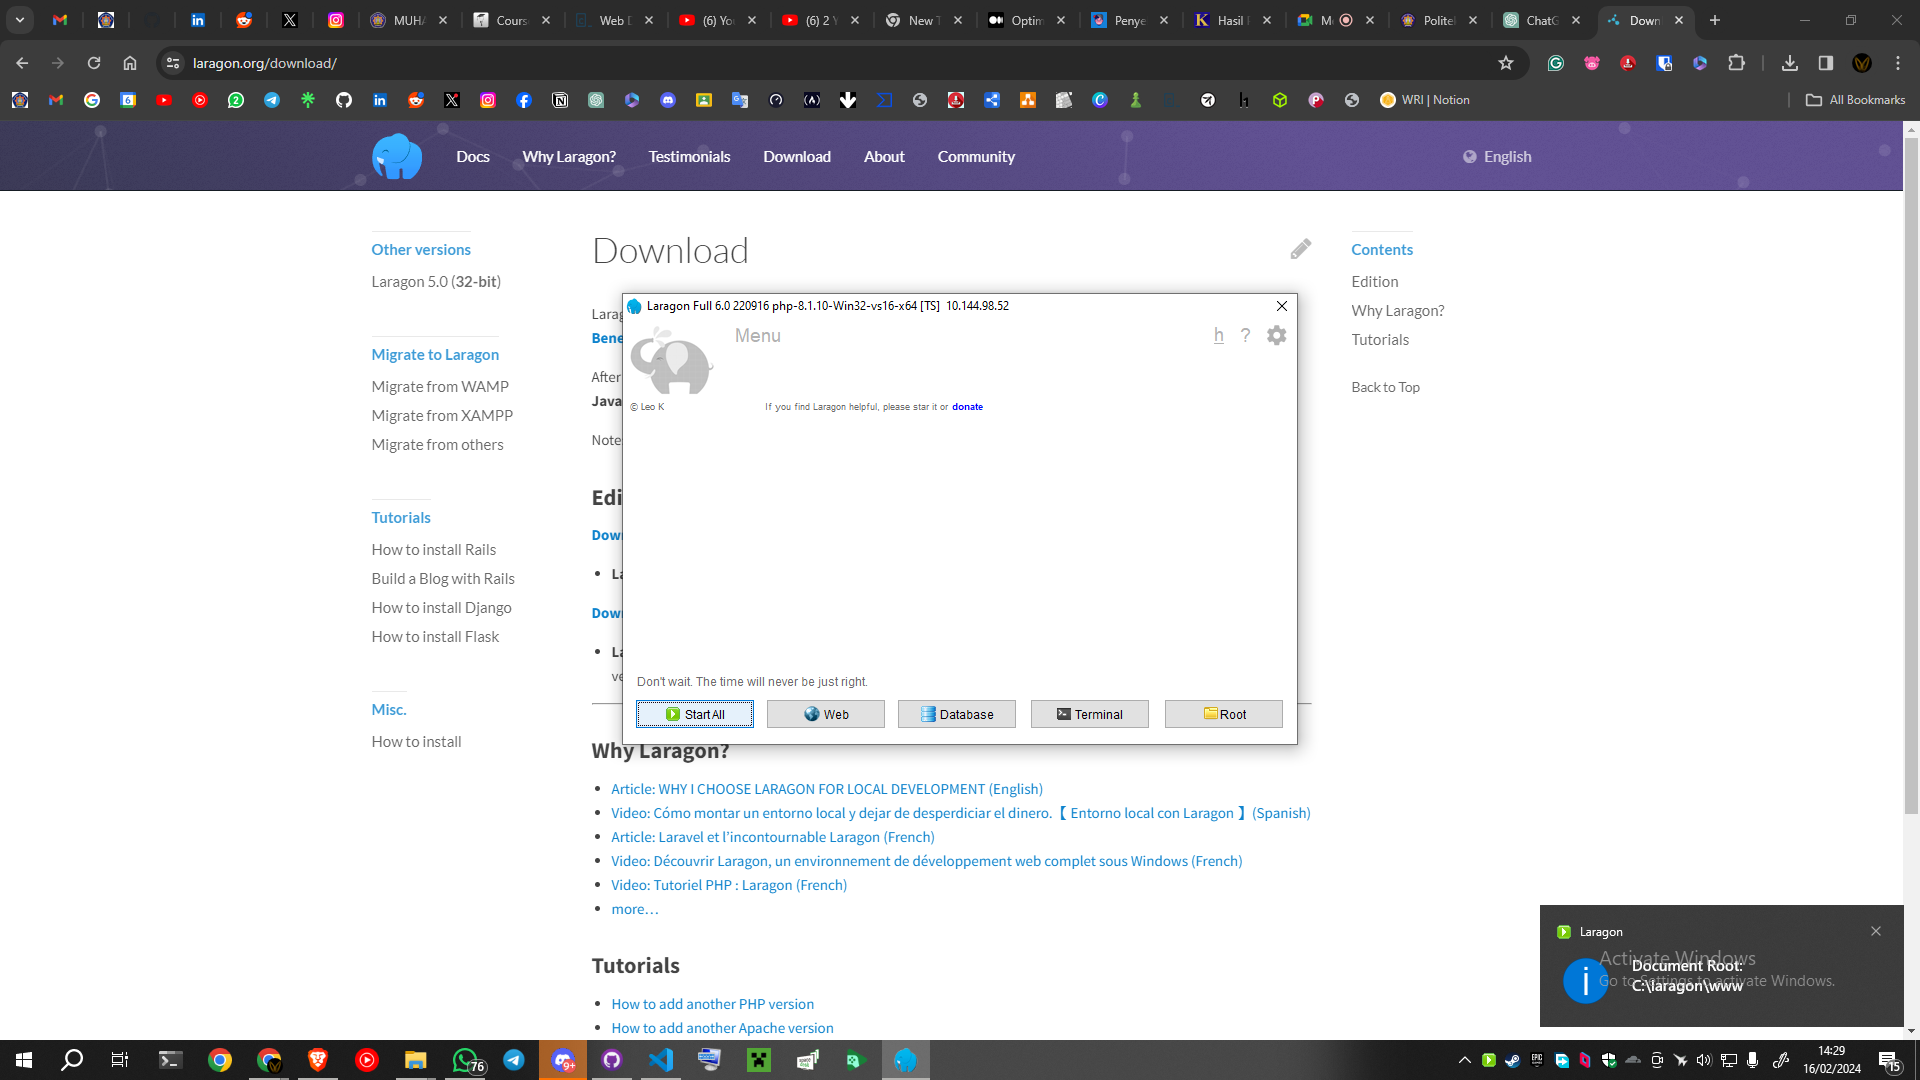 MUHA
Cours
Web D
(6) You
(6) 2 Y
New T
Optim
Penye
Hasil
Me
Politek
ChatG
Down
laragon.org/download/
WRI | Notion
All Bookmarks
Docs
Why Laragon?
Testimonials
Download
About
Community
English
Other versions
Laragon 5.0 (32-bit)
Migrate to Laragon
Migrate from WAMP
Migrate from XAMPP
Migrate from others
Tutorials
How to install Rails
Build a Blog with Rails
How to install Django
How to install Flask
Misc.
How to install
Download
Larag
Bene
After
Java
Note
Edi
Down
La
Down
La
ve
Laragon Full 6.0 220916 php-8.1.10-Win32-vs16-x64 [TS] 10.144.98.52
Menu
h ?
© Leo K
If you find Laragon helpful, please star it or donate
Don't wait. The time will never be just right.
Start All
Web
Database
Terminal
Root
Why Laragon?
Article: WHY I CHOOSE LARAGON FOR LOCAL DEVELOPMENT (English)
Video: Cómo montar un entorno local y dejar de desperdiciar el dinero.【 Entorno local con Laragon 】(Spanish)
Article: Laravel et l'incontournable Laragon (French)
Video: Découvrir Laragon, un environnement de développement web complet sous Windows (French)
Video: Tutoriel PHP : Laragon (French)
more…
Tutorials
How to add another PHP version
How to add another Apache version
Contents
Edition
Why Laragon?
Tutorials
Back to Top
Laragon
Document Root:
C:\laragon\www
Activate Windows
Go to Settings to activate Windows.
76
9+
14:29
16/02/2024
15